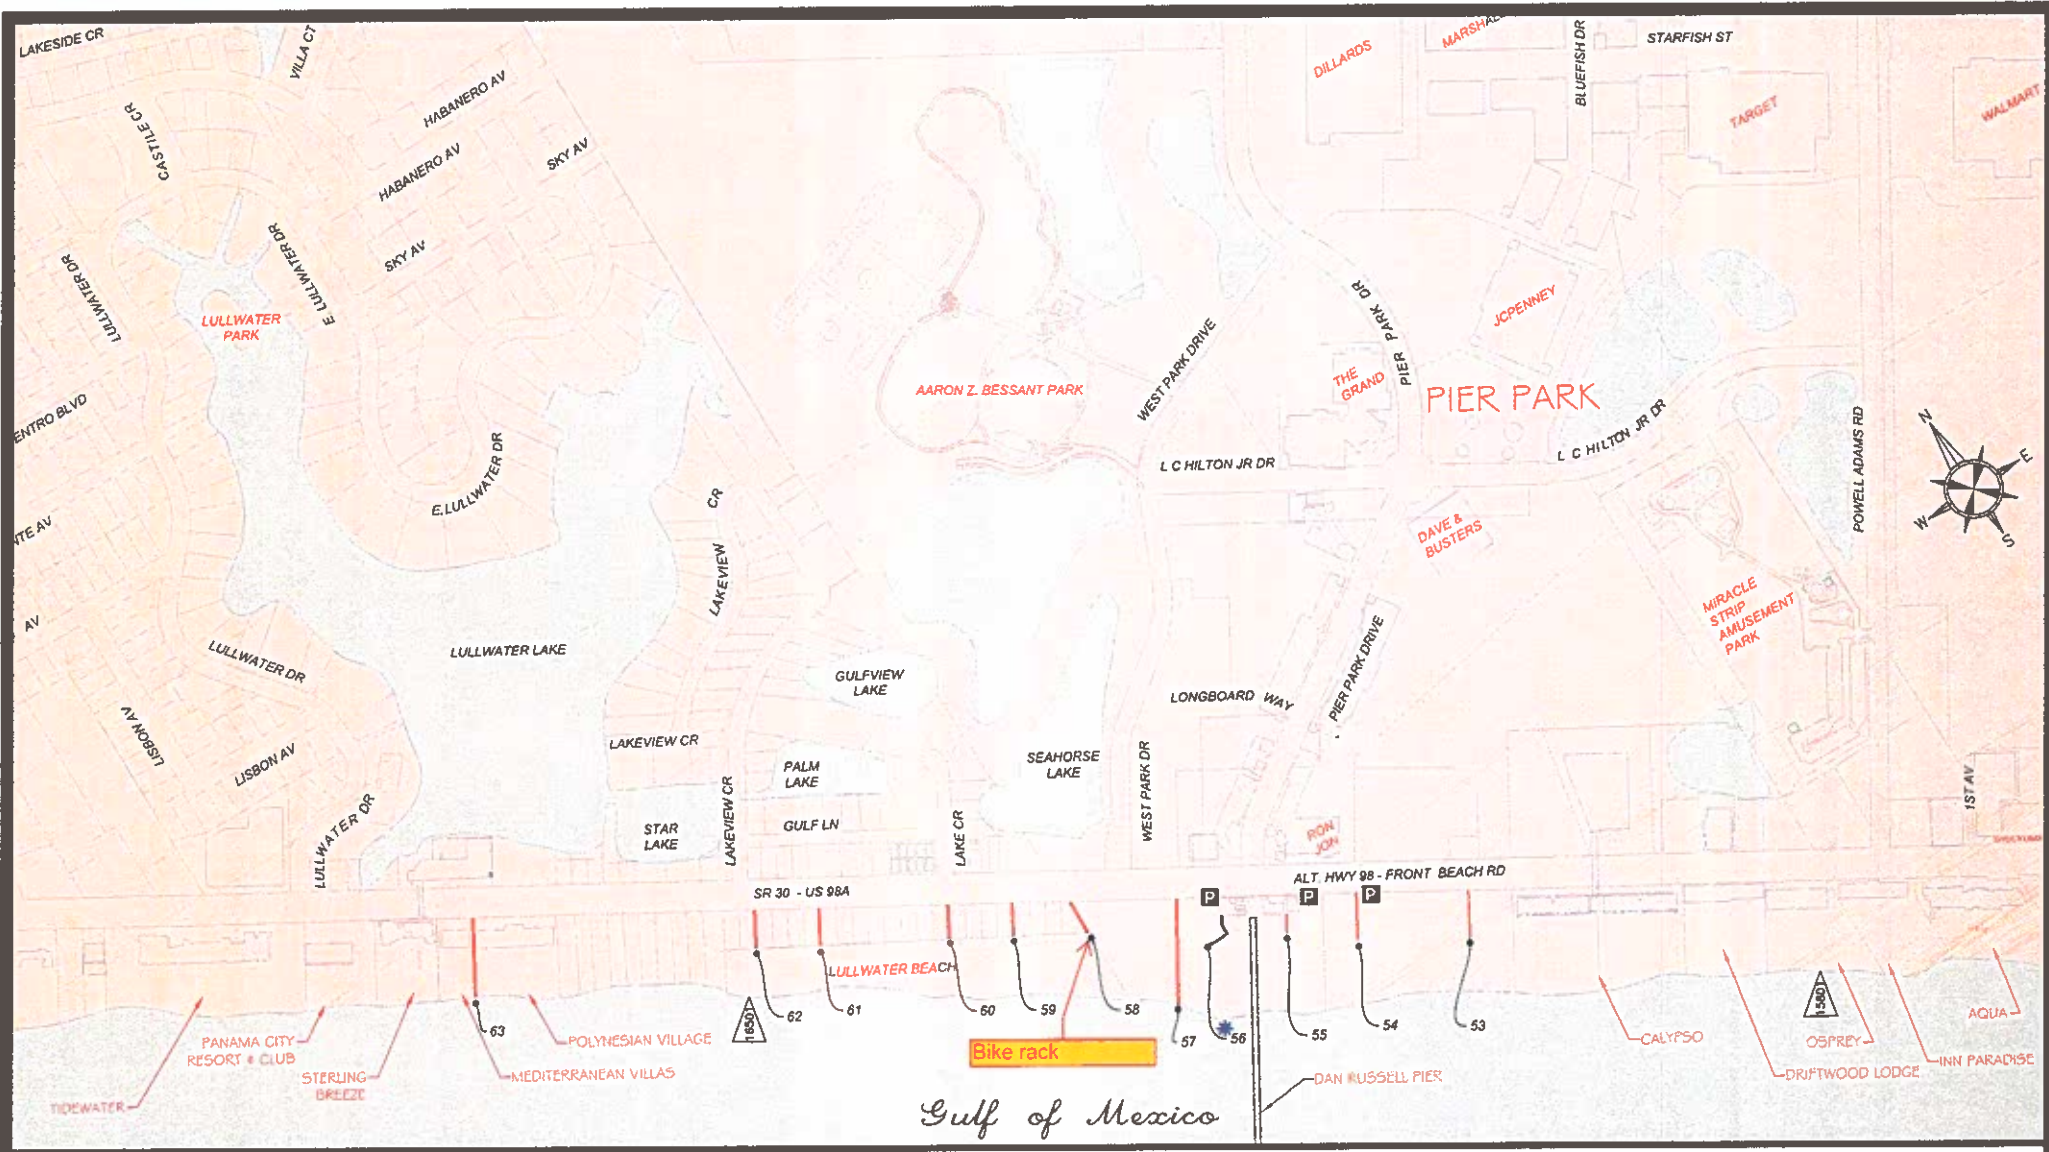 LAKESIDE CR
VILLA CT
DILLARDS
BLUEFISH DR
STARFISH ST
CASTILE CR
HABANERO AV
HABANERO AV
SKY AV
TARGET
WALMART
LULLWATER DR
E. LULLWATER DR
SKY AV
LULLWATER
PARK
PIER PARK DR
JCPENNEY
WEST PARK DRIVE
AARON Z. BESSANT PARK
THE
GRAND
PIER PARK
ENTRO BLVD
E. LULLWATER DR
L C HILTON JR DR
L C HILTON JR DR
POWELL ADAMS RD
N
E
W
S
NTE AV
LAKEVIEW CR
DAVE &
BUSTERS
AV
LULLWATER DR
LULLWATER LAKE
GULFVIEW
LAKE
LONGBOARD WAY
PIER PARK DRIVE
MIRACLE
STRIP
AMUSEMENT
PARK
LISBON AV
LISBON AV
LAKEVIEW CR
PALM
LAKE
SEAHORSE
LAKE
WEST PARK DR
1ST AV
LULLWATER DR
STAR
LAKE
LAKEVIEW CR
GULF LN
LAKE CR
RON
JON
SR 30 - US 98A
ALT. HWY 98 - FRONT BEACH RD
P
P
P
LULLWATER BEACH
63
62
61
60
59
58
57
56
55
54
53
16501
15801
TIDEWATER
PANAMA CITY
RESORT & CLUB
STERLING
BREEZE
MEDITERRANEAN VILLAS
POLYNESIAN VILLAGE
Bike rack
DAN RUSSELL PIER
CALYPSO
DRIFTWOOD LODGE
OSPREY
INN PARADISE
AQUA
Gulf of Mexico